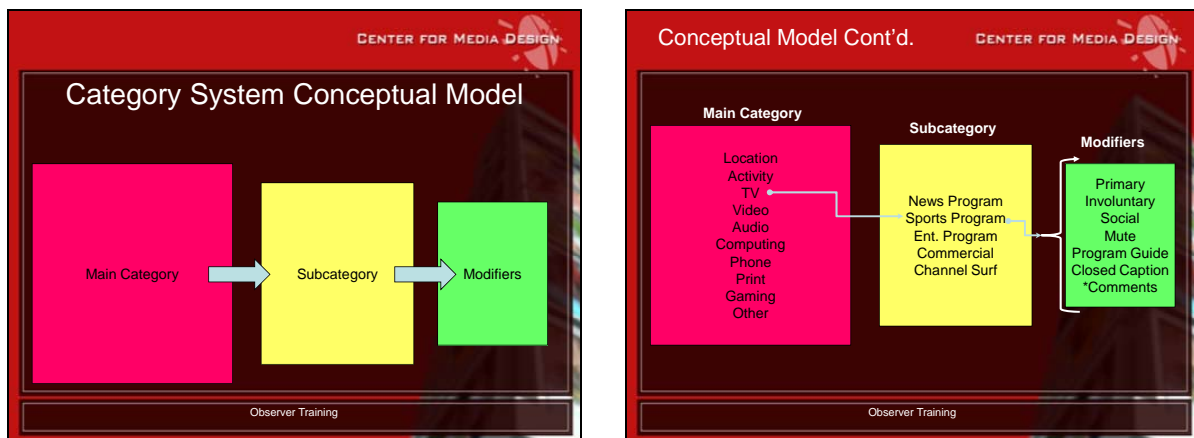 CENTER FOR MEDIA DESIGN
Category System Conceptual Model
Main Category
Subcategory
Modifiers
Observer Training
Conceptual Model Cont'd.
CENTER FOR MEDIA DESIGN
Main Category
Location
Activity
TV
Video
Audio
Computing
Phone
Print
Gaming
Other
Subcategory
News Program
Sports Program
Ent. Program
Commercial
Channel Surf
Modifiers
Primary
Involuntary
Social
Mute
Program Guide
Closed Caption
*Comments
Observer Training